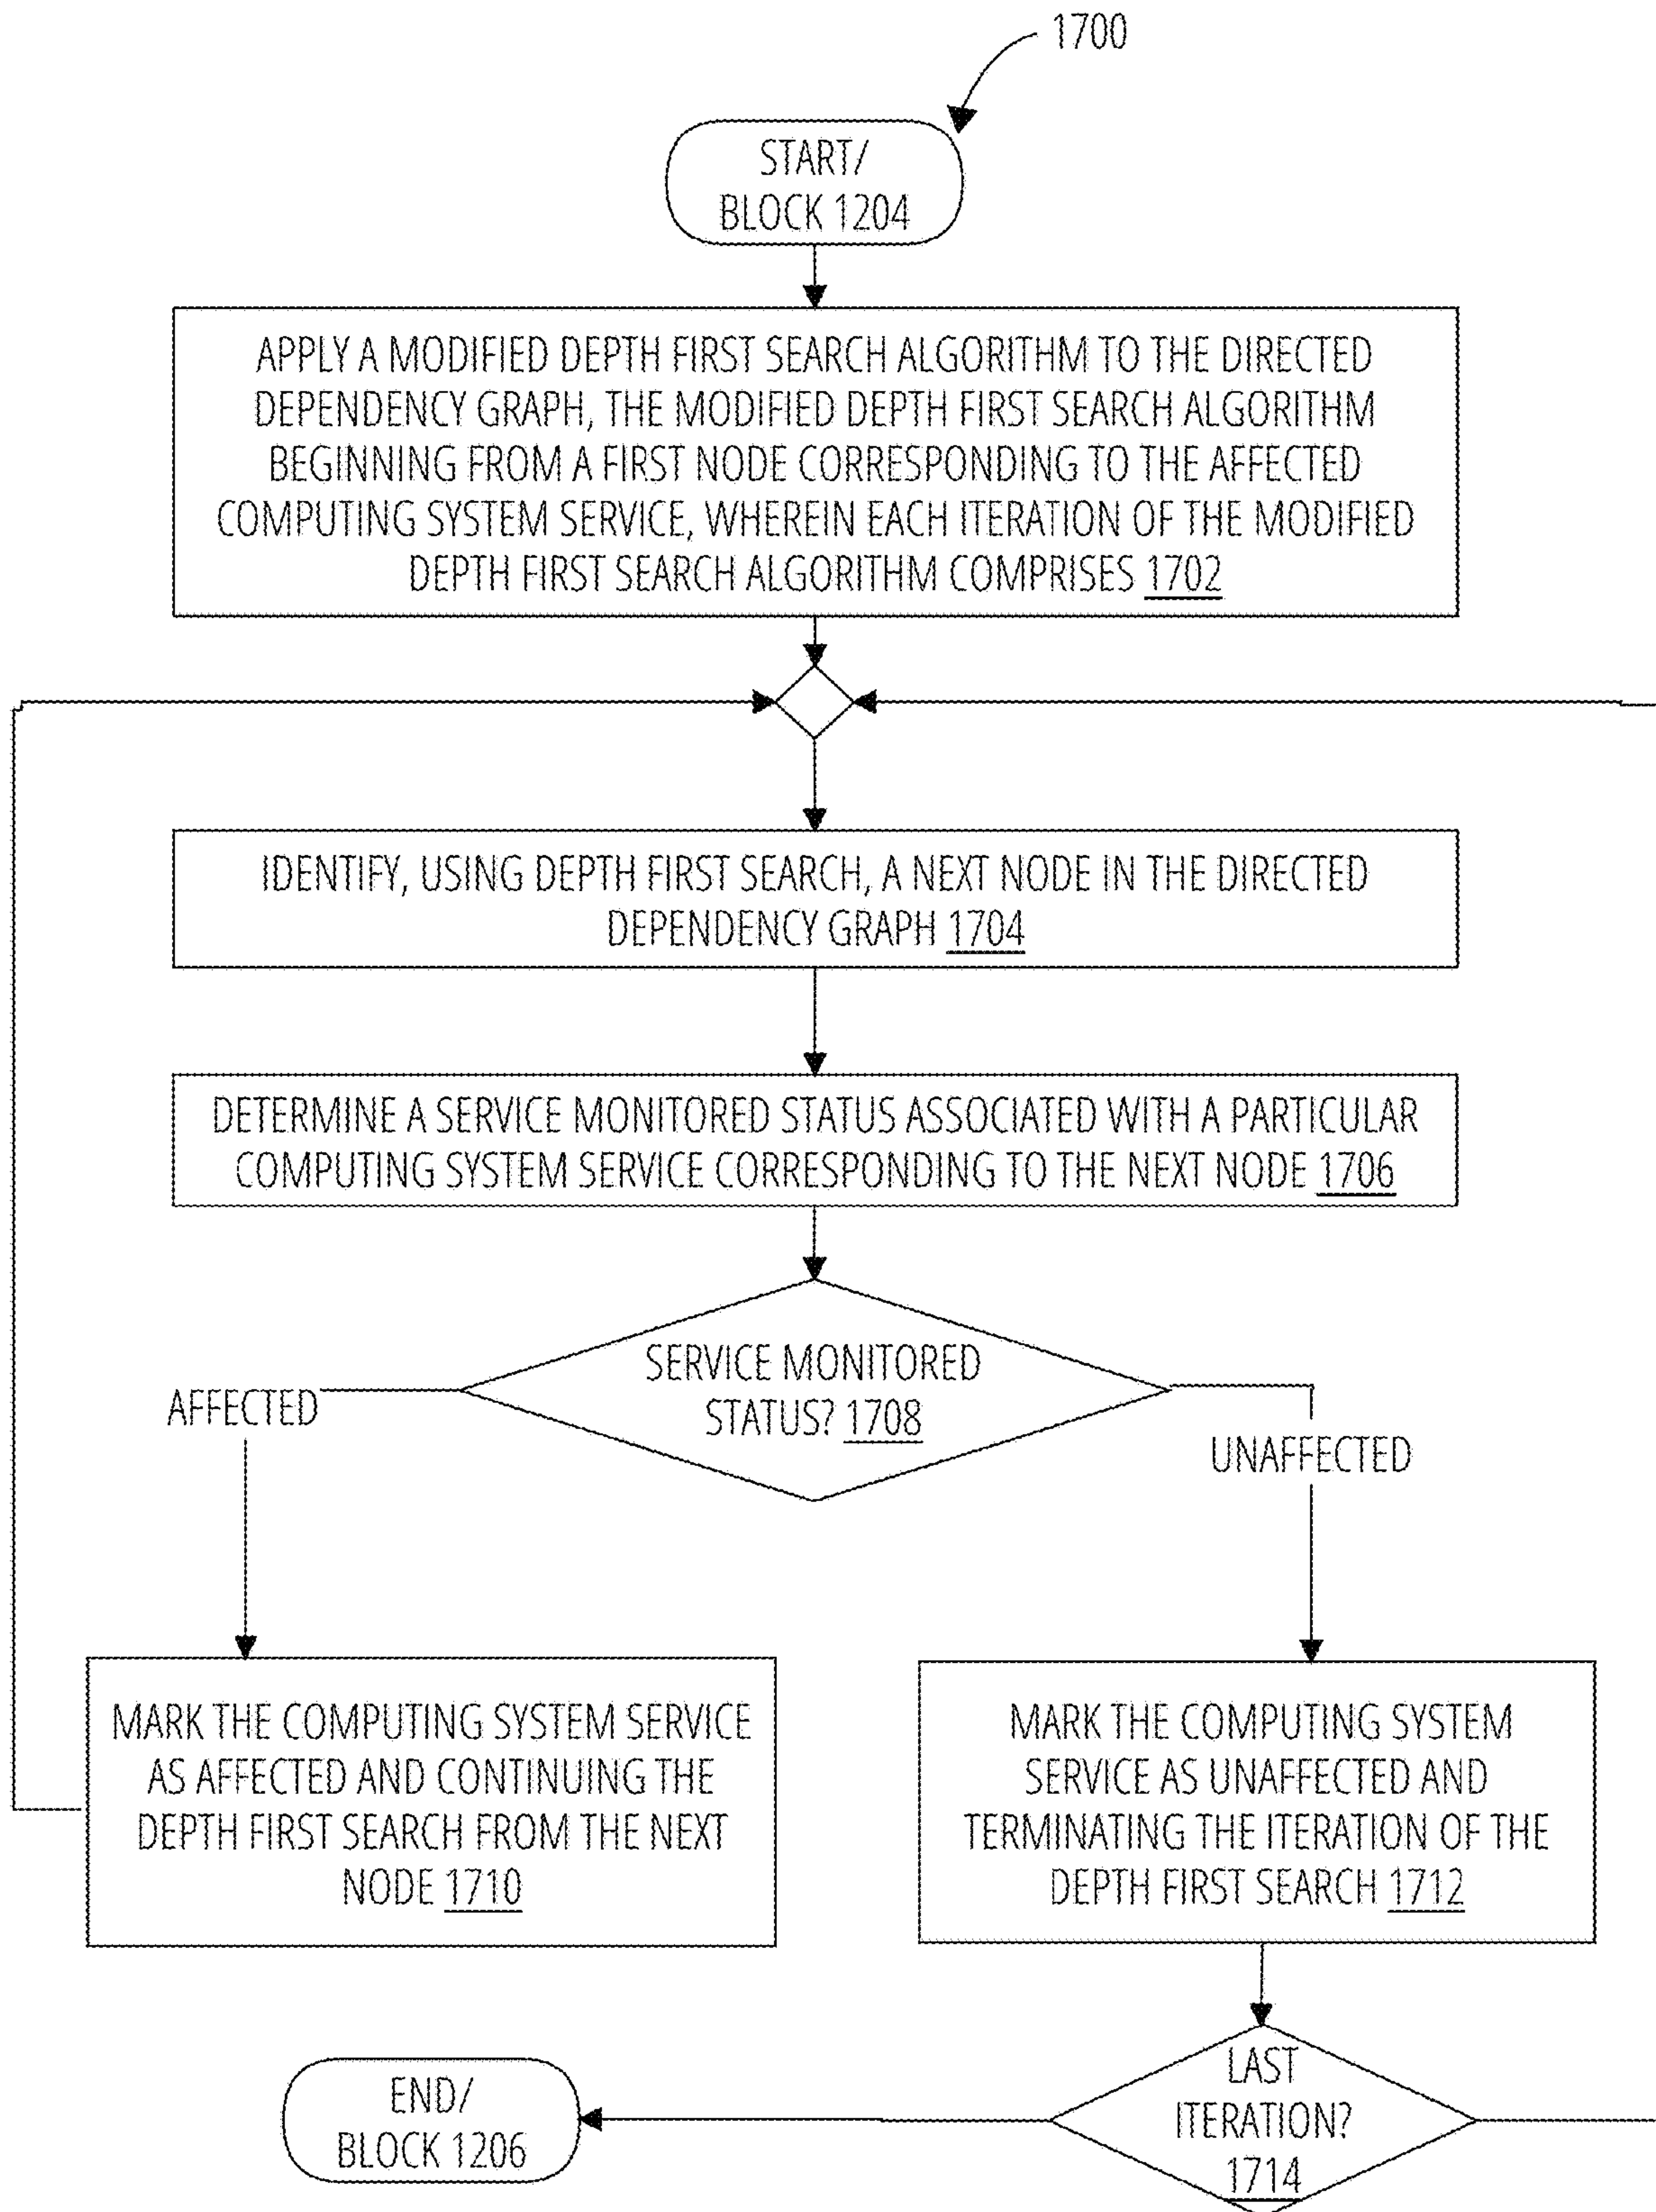 1700
START/
BLOCK 1204
APPLY A MODIFIED DEPTH FIRST SEARCH ALGORITHM TO THE DIRECTED
DEPENDENCY GRAPH, THE MODIFIED DEPTH FIRST SEARCH ALGORITHM
BEGINNING FROM A FIRST NODE CORRESPONDING TO THE AFFECTED
COMPUTING SYSTEM SERVICE, WHEREIN EACH ITERATION OF THE MODIFIED
DEPTH FIRST SEARCH ALGORITHM COMPRISES 1702
IDENTIFY, USING DEPTH FIRST SEARCH, A NEXT NODE IN THE DIRECTED
DEPENDENCY GRAPH 1704
DETERMINE A SERVICE MONITORED STATUS ASSOCIATED WITH A PARTICULAR
COMPUTING SYSTEM SERVICE CORRESPONDING TO THE NEXT NODE 1706
SERVICE MONITORED
STATUS? 1708
AFFECTED
UNAFFECTED
MARK THE COMPUTING SYSTEM SERVICE
AS AFFECTED AND CONTINUING THE
DEPTH FIRST SEARCH FROM THE NEXT
NODE 1710
MARK THE COMPUTING SYSTEM
SERVICE AS UNAFFECTED AND
TERMINATING THE ITERATION OF THE
DEPTH FIRST SEARCH 1712
LAST
ITERATION?
1714
END/
BLOCK 1206